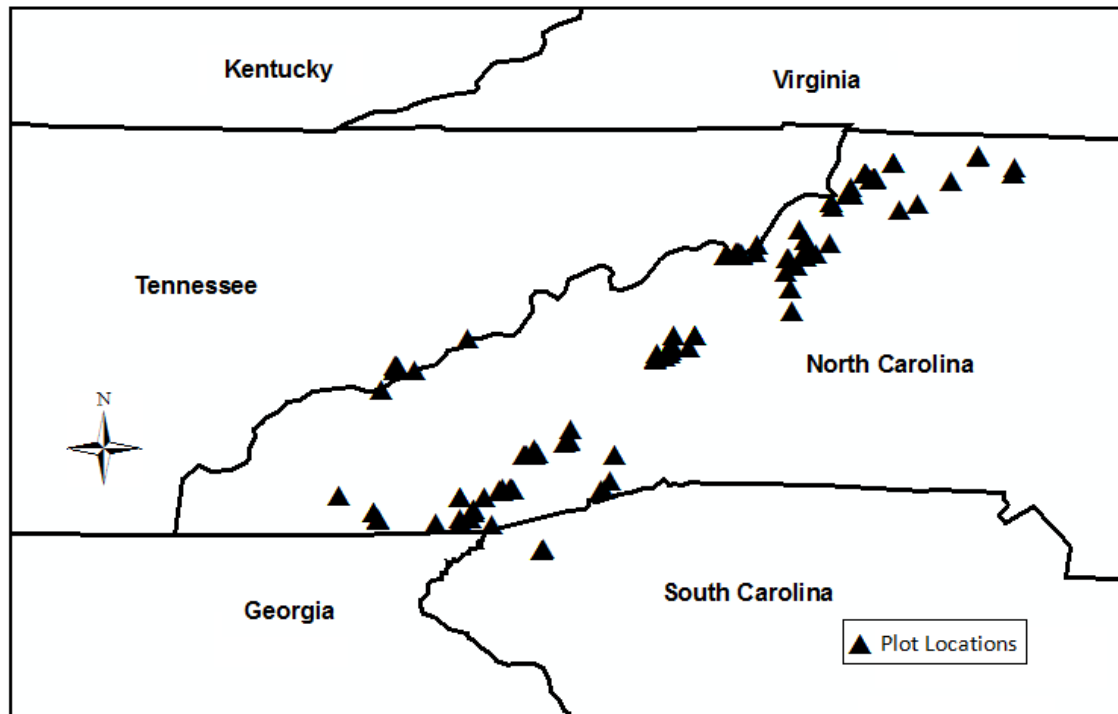 Kentucky
Virginia
Tennessee
North Carolina
N
Georgia
South Carolina
Plot Locations